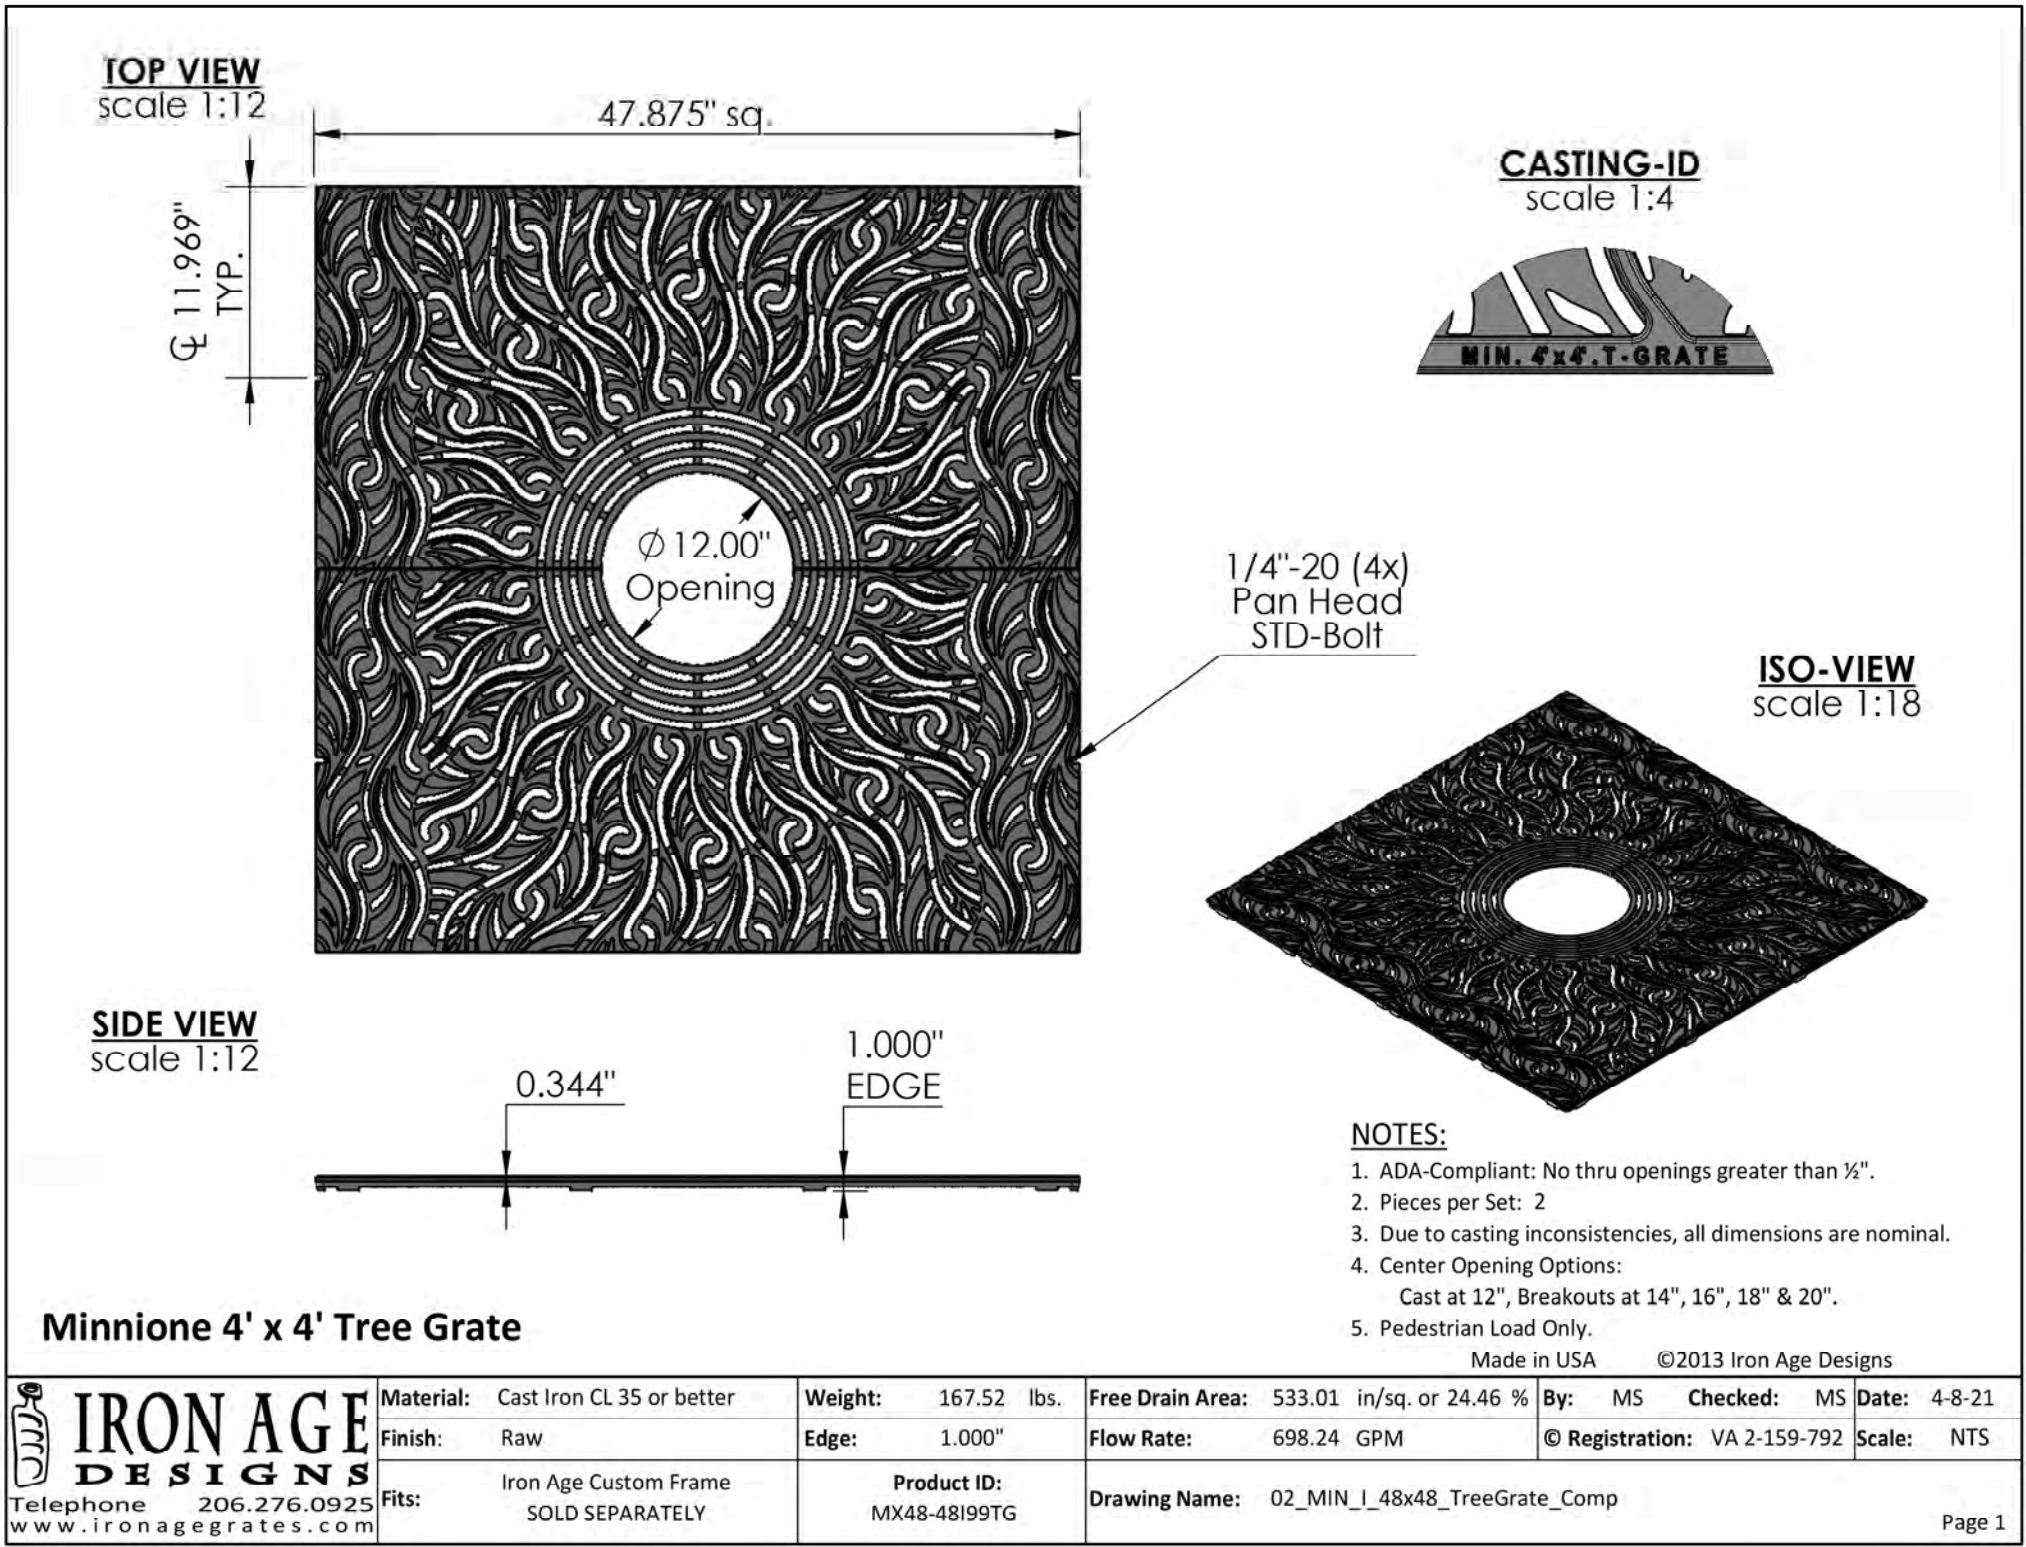 TOP VIEW
scale 1:12
47.875" sq.
℄ 11.969"
TYP.
Ø 12.00"
Opening
CASTING-ID
scale 1:4
MIN. 4'x4'. T-GRATE
1/4"-20 (4x)
Pan Head
STD-Bolt
ISO-VIEW
scale 1:18
SIDE VIEW
scale 1:12
0.344"
1.000"
EDGE
NOTES:
1. ADA-Compliant: No thru openings greater than ½".
2. Pieces per Set: 2
3. Due to casting inconsistencies, all dimensions are nominal.
4. Center Opening Options:
Cast at 12", Breakouts at 14", 16", 18" & 20".
5. Pedestrian Load Only.
Made in USA ©2013 Iron Age Designs
Minnione 4' x 4' Tree Grate
IRON AGE
DESIGNS
Telephone 206.276.0925
www.ironagegrates.com
Material: Cast Iron CL 35 or better
Finish: Raw
Fits: Iron Age Custom Frame
SOLD SEPARATELY
Weight: 167.52 lbs.
Edge: 1.000"
Product ID:
MX48-48I99TG
Free Drain Area: 533.01 in/sq. or 24.46 %
Flow Rate: 698.24 GPM
By: MS Checked: MS Date: 4-8-21
© Registration: VA 2-159-792 Scale: NTS
Drawing Name: 02_MIN_I_48x48_TreeGrate_Comp
Page 1